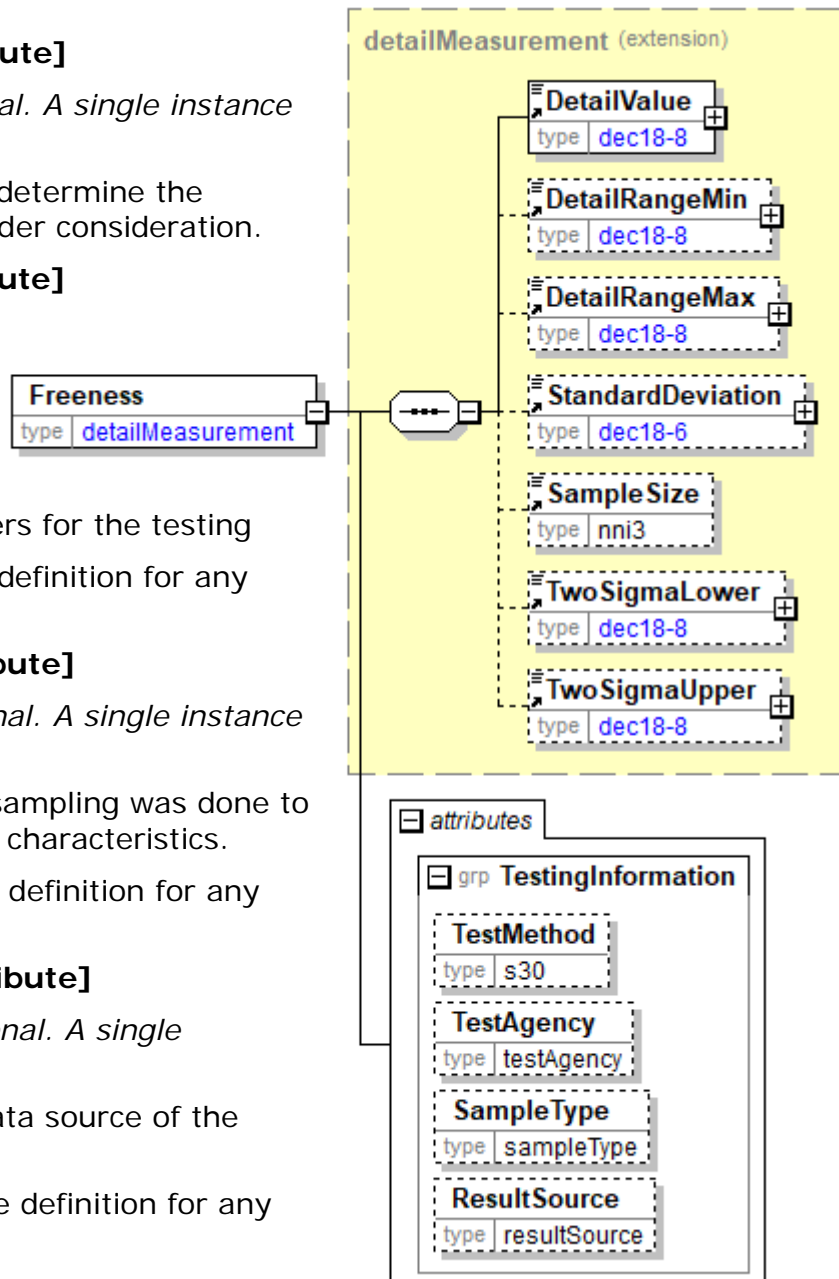 ute]
al. A single instance
determine the
der consideration.
ute]
ers for the testing
definition for any
bute]
nal. A single instance
sampling was done to
characteristics.
definition for any
ibute]
onal. A single
ata source of the
e definition for any
Freeness
type detailMeasurement
detailMeasurement (extension)
DetailValue
type dec18-8
DetailRangeMin
type dec18-8
DetailRangeMax
type dec18-8
StandardDeviation
type dec18-6
SampleSize
type nni3
TwoSigmaLower
type dec18-8
TwoSigmaUpper
type dec18-8
attributes
grp TestingInformation
TestMethod
type s30
TestAgency
type testAgency
SampleType
type sampleType
ResultSource
type resultSource